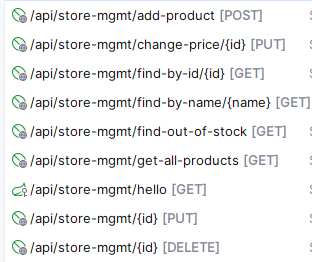 /api/store-mgmt/add-product [POST]
/api/store-mgmt/change-price/{id} [PUT]
/api/store-mgmt/find-by-id/{id} [GET]
/api/store-mgmt/find-by-name/{name} [GET]
/api/store-mgmt/find-out-of-stock [GET]
/api/store-mgmt/get-all-products [GET]
/api/store-mgmt/hello [GET]
/api/store-mgmt/{id} [PUT]
/api/store-mgmt/{id} [DELETE]